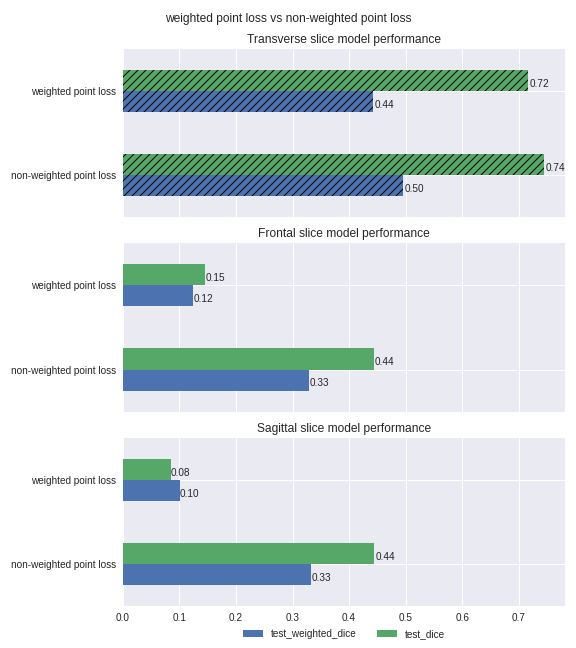 weighted point loss vs non-weighted point loss
Transverse slice model performance
weighted point loss
0.72
0.44
non-weighted point loss
0.74
0.50
Frontal slice model performance
weighted point loss
0.15
0.12
non-weighted point loss
0.44
0.33
Sagittal slice model performance
weighted point loss
0.08
0.10
non-weighted point loss
0.44
0.33
0.0 0.1 0.2 0.3 0.4 0.5 0.6 0.7
test_weighted_dice test_dice